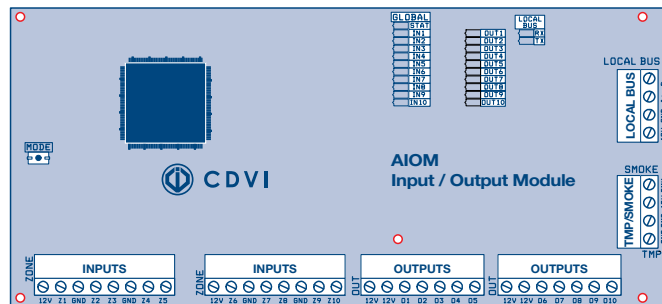 GLOBAL
STAT
IN1
IN2
IN3
IN4
IN5
IN6
IN7
IN8
IN9
IN10
OUT1
OUT2
OUT3
OUT4
OUT5
OUT6
OUT7
OUT8
OUT9
OUT10
LOCAL
BUS
RX
TX
LOCAL BUS
LOCAL BUS
MODE
CDVI
AIOM
Input / Output Module
SMOKE
TMP/SMOKE
TMP
ZONE
INPUTS
12V Z1 GND Z2 Z3 GND Z4 Z5
ZONE
INPUTS
12V Z6 GND Z7 Z8 GND Z9 Z10
OUT
OUTPUTS
12V 12V O1 O2 O3 O4 O5
OUT
OUTPUTS
12V 12V O6 O7 O8 O9 O10